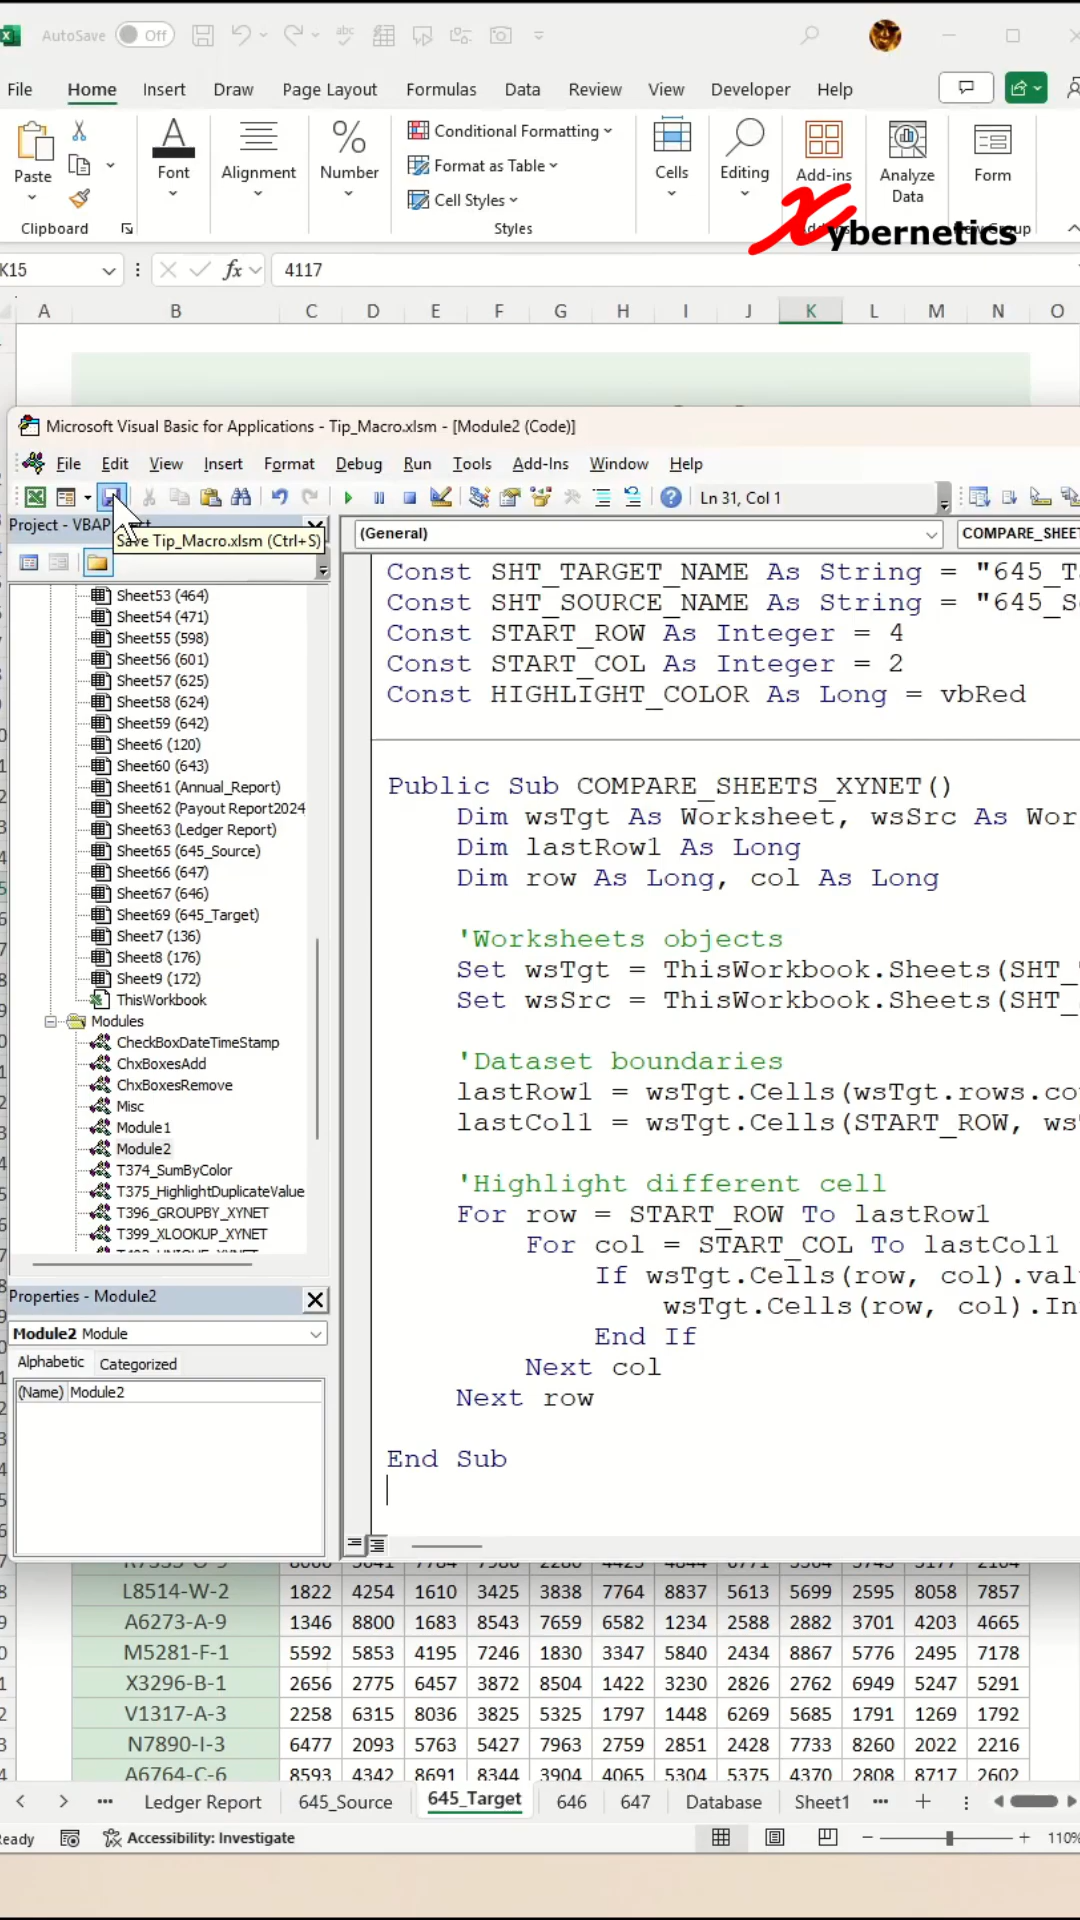 AutoSave Off
File Home Insert Draw Page Layout Formulas Data Review View Developer Help
Paste Font Alignment Number Conditional Formatting Cells Editing Add-ins Analyze Data Form
Format as Table
Cell Styles
Clipboard Styles New Group
Xybernetics
K15 fx 4117
A B C D E F G H I J K L M N O
Microsoft Visual Basic for Applications - Tip_Macro.xlsm - [Module2 (Code)]
File Edit View Insert Format Debug Run Tools Add-Ins Window Help
Ln 31, Col 1
Project - VBAP
Save Tip_Macro.xlsm (Ctrl+S)
(General) COMPARE_SHEET
Sheet53 (464)
Sheet54 (471)
Sheet55 (598)
Sheet56 (601)
Sheet57 (625)
Sheet58 (624)
Sheet59 (642)
Sheet6 (120)
Sheet60 (643)
Sheet61 (Annual_Report)
Sheet62 (Payout Report2024
Sheet63 (Ledger Report)
Sheet65 (645_Source)
Sheet66 (647)
Sheet67 (646)
Sheet69 (645_Target)
Sheet7 (136)
Sheet8 (176)
Sheet9 (172)
ThisWorkbook
Modules
CheckBoxDateTimeStamp
ChxBoxesAdd
ChxBoxesRemove
Misc
Module1
Module2
T374_SumByColor
T375_HighlightDuplicateValue
T396_GROUPBY_XYNET
T399_XLOOKUP_XYNET
Properties - Module2
Module2 Module
Alphabetic Categorized
(Name) Module2
Const SHT_TARGET_NAME As String = "645_Ta
Const SHT_SOURCE_NAME As String = "645_So
Const START_ROW As Integer = 4
Const START_COL As Integer = 2
Const HIGHLIGHT_COLOR As Long = vbRed
Public Sub COMPARE_SHEETS_XYNET()
Dim wsTgt As Worksheet, wsSrc As Wor
Dim lastRow1 As Long
Dim row As Long, col As Long
'Worksheets objects
Set wsTgt = ThisWorkbook.Sheets(SHT_
Set wsSrc = ThisWorkbook.Sheets(SHT_
'Dataset boundaries
lastRow1 = wsTgt.Cells(wsTgt.rows.cou
lastCol1 = wsTgt.Cells(START_ROW, wsT
'Highlight different cell
For row = START_ROW To lastRow1
For col = START_COL To lastCol1
If wsTgt.Cells(row, col).val
wsTgt.Cells(row, col).In
End If
Next col
Next row
End Sub
L8514-W-2 1822 4254 1610 3425 3838 7764 8837 5613 5699 2595 8058 7857
A6273-A-9 1346 8800 1683 8543 7659 6582 1234 2588 2882 3701 4203 4665
M5281-F-1 5592 5853 4195 7246 1830 3347 5840 2434 8867 5776 2495 7178
X3296-B-1 2656 2775 6457 3872 8504 1422 3230 2826 2762 6949 5247 5291
V1317-A-3 2258 6315 8036 3825 5325 1797 1448 6269 5685 1791 1269 1792
N7890-I-3 6477 2093 5763 5427 7963 2759 2851 2428 7733 8260 2022 2216
A6764-C-6 8593 4342 8691 8344 3904 4065 5304 5375 4370 2808 8717 2602
Ledger Report 645_Source 645_Target 646 647 Database Sheet1
eady Accessibility: Investigate 110%